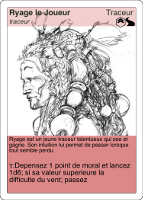 Ryage le Joueur Traceur
traceur
Ryage est un jeune traceur talentueux qui ose et
gagne. Son intuition lui permet de passer lorsque
tout semble perdu.
1:Depensez 1 point de moral et lancez
1d6; si sa valeur superieure la
difficulte du vent; passez